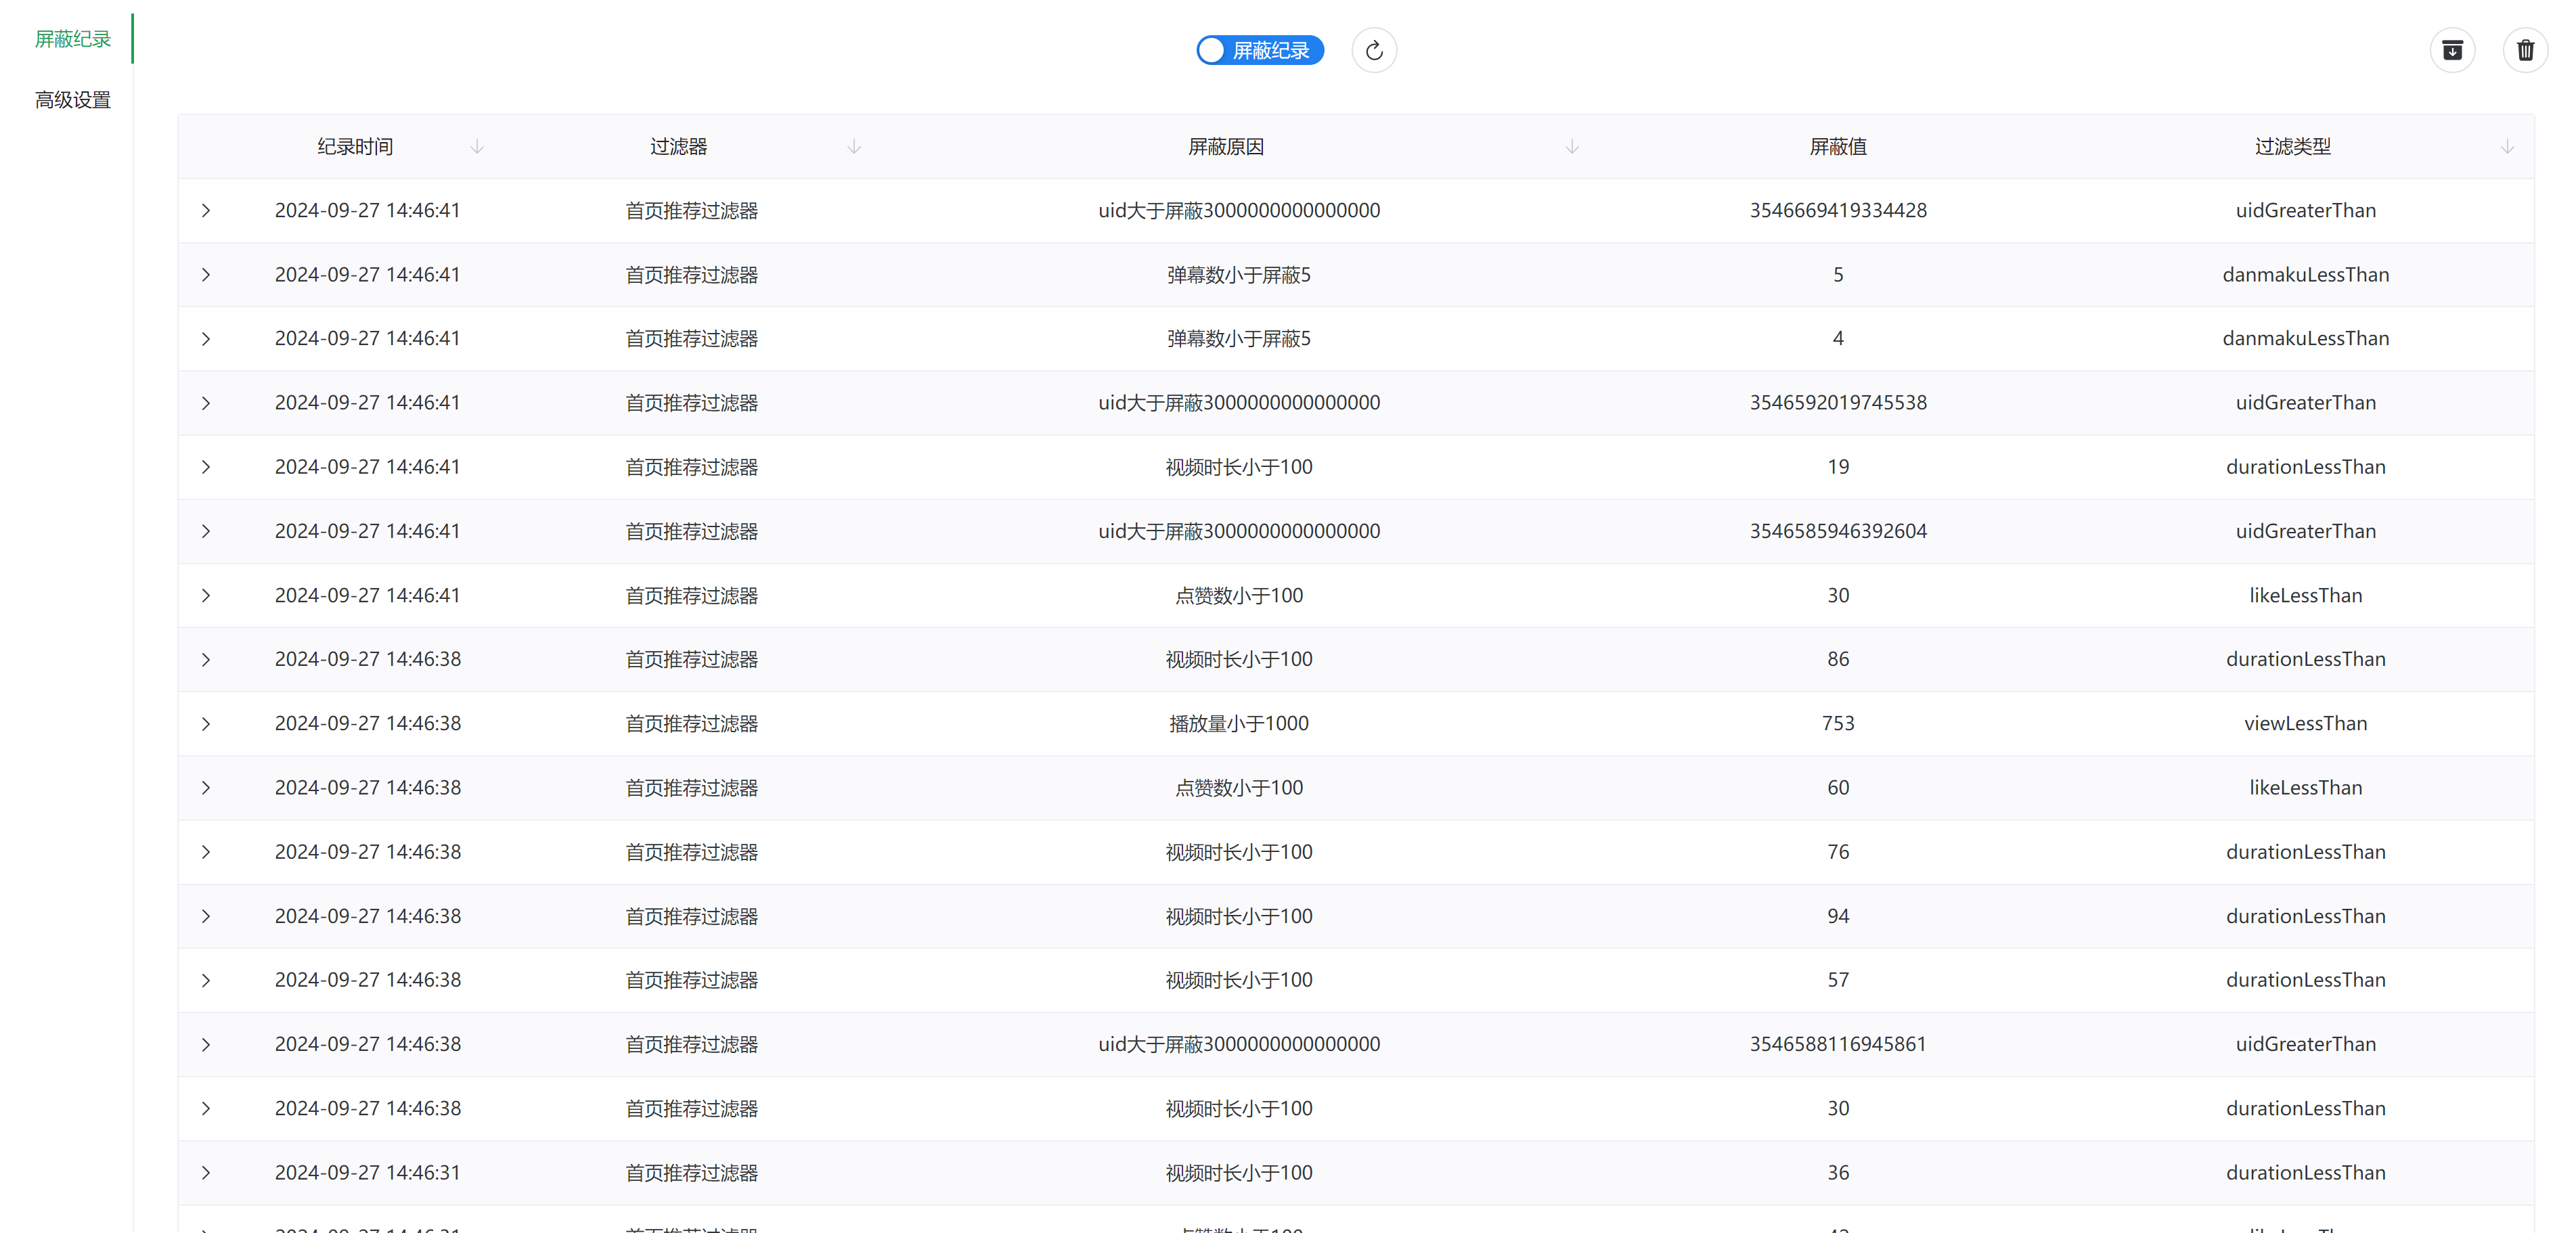 屏蔽纪录
高级设置
屏蔽纪录
纪录时间 过滤器 屏蔽原因 屏蔽值 过滤类型
2024-09-27 14:46:41 首页推荐过滤器 uid大于屏蔽3000000000000000 3546669419334428 uidGreaterThan
2024-09-27 14:46:41 首页推荐过滤器 弹幕数小于屏蔽5 5 danmakuLessThan
2024-09-27 14:46:41 首页推荐过滤器 弹幕数小于屏蔽5 4 danmakuLessThan
2024-09-27 14:46:41 首页推荐过滤器 uid大于屏蔽3000000000000000 3546592019745538 uidGreaterThan
2024-09-27 14:46:41 首页推荐过滤器 视频时长小于100 19 durationLessThan
2024-09-27 14:46:41 首页推荐过滤器 uid大于屏蔽3000000000000000 3546585946392604 uidGreaterThan
2024-09-27 14:46:41 首页推荐过滤器 点赞数小于100 30 likeLessThan
2024-09-27 14:46:38 首页推荐过滤器 视频时长小于100 86 durationLessThan
2024-09-27 14:46:38 首页推荐过滤器 播放量小于1000 753 viewLessThan
2024-09-27 14:46:38 首页推荐过滤器 点赞数小于100 60 likeLessThan
2024-09-27 14:46:38 首页推荐过滤器 视频时长小于100 76 durationLessThan
2024-09-27 14:46:38 首页推荐过滤器 视频时长小于100 94 durationLessThan
2024-09-27 14:46:38 首页推荐过滤器 视频时长小于100 57 durationLessThan
2024-09-27 14:46:38 首页推荐过滤器 uid大于屏蔽3000000000000000 3546588116945861 uidGreaterThan
2024-09-27 14:46:38 首页推荐过滤器 视频时长小于100 30 durationLessThan
2024-09-27 14:46:31 首页推荐过滤器 视频时长小于100 36 durationLessThan